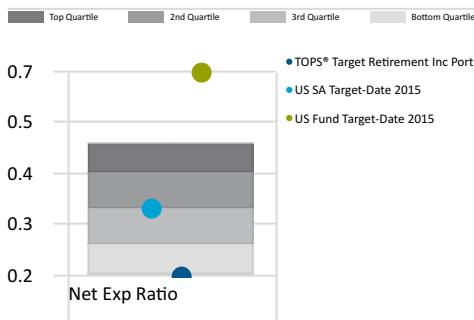 Top Quartile 2nd Quartile 3rd Quartile Bottom Quartile
0.7
0.5
0.4
0.3
0.2
Net Exp Ratio
TOPS® Target Retirement Inc Port
US SA Target-Date 2015
US Fund Target-Date 2015